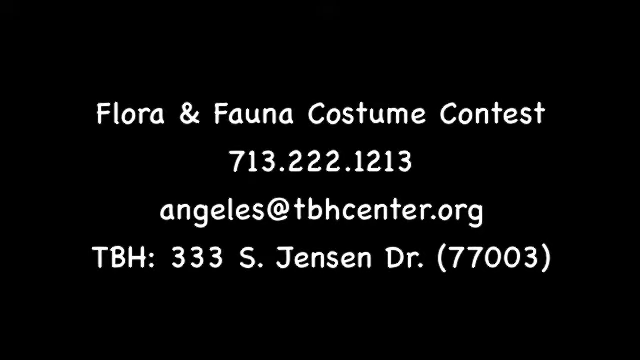 Flora & Fauna Costume Contest
713.222.1213
angeles@tbhcenter.org
TBH: 333 S. Jensen Dr. (77003)